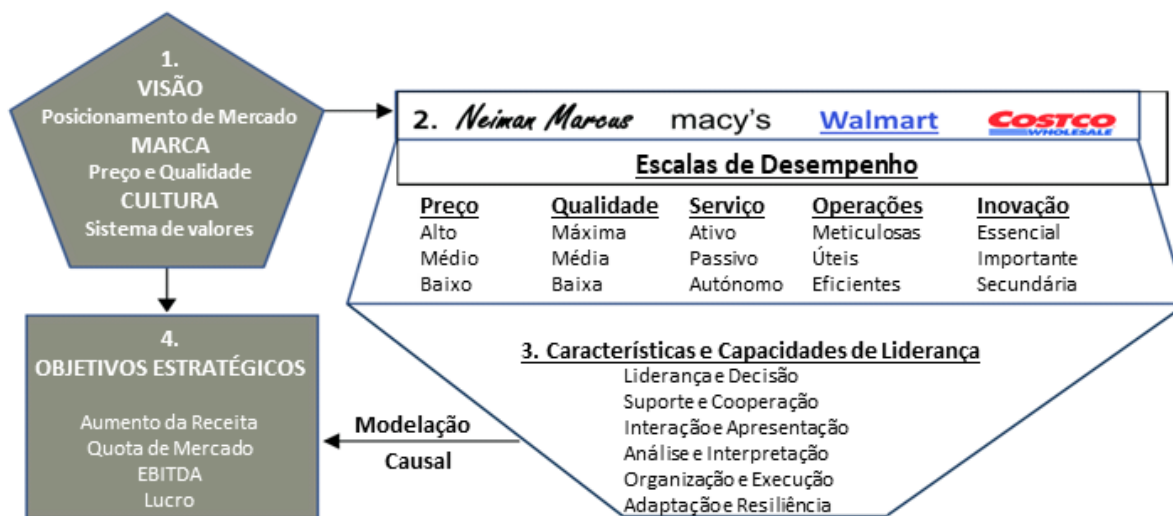 1.
VISÃO
Posicionamento de Mercado
MARCA
Preço e Qualidade
CULTURA
Sistema de valores
2. Neiman Marcus macy's Walmart COSTCO WHOLESALE
Escalas de Desempenho
Preço Qualidade Serviço Operações Inovação
Alto Máxima Ativo Meticulosas Essencial
Médio Média Passivo Úteis Importante
Baixo Baixa Autónomo Eficientes Secundária
3. Características e Capacidades de Liderança
Liderança e Decisão
Suporte e Cooperação
Interação e Apresentação
Análise e Interpretação
Organização e Execução
Adaptação e Resiliência
Modelação
Causal
4.
OBJETIVOS ESTRATÉGICOS
Aumento da Receita
Quota de Mercado
EBITDA
Lucro